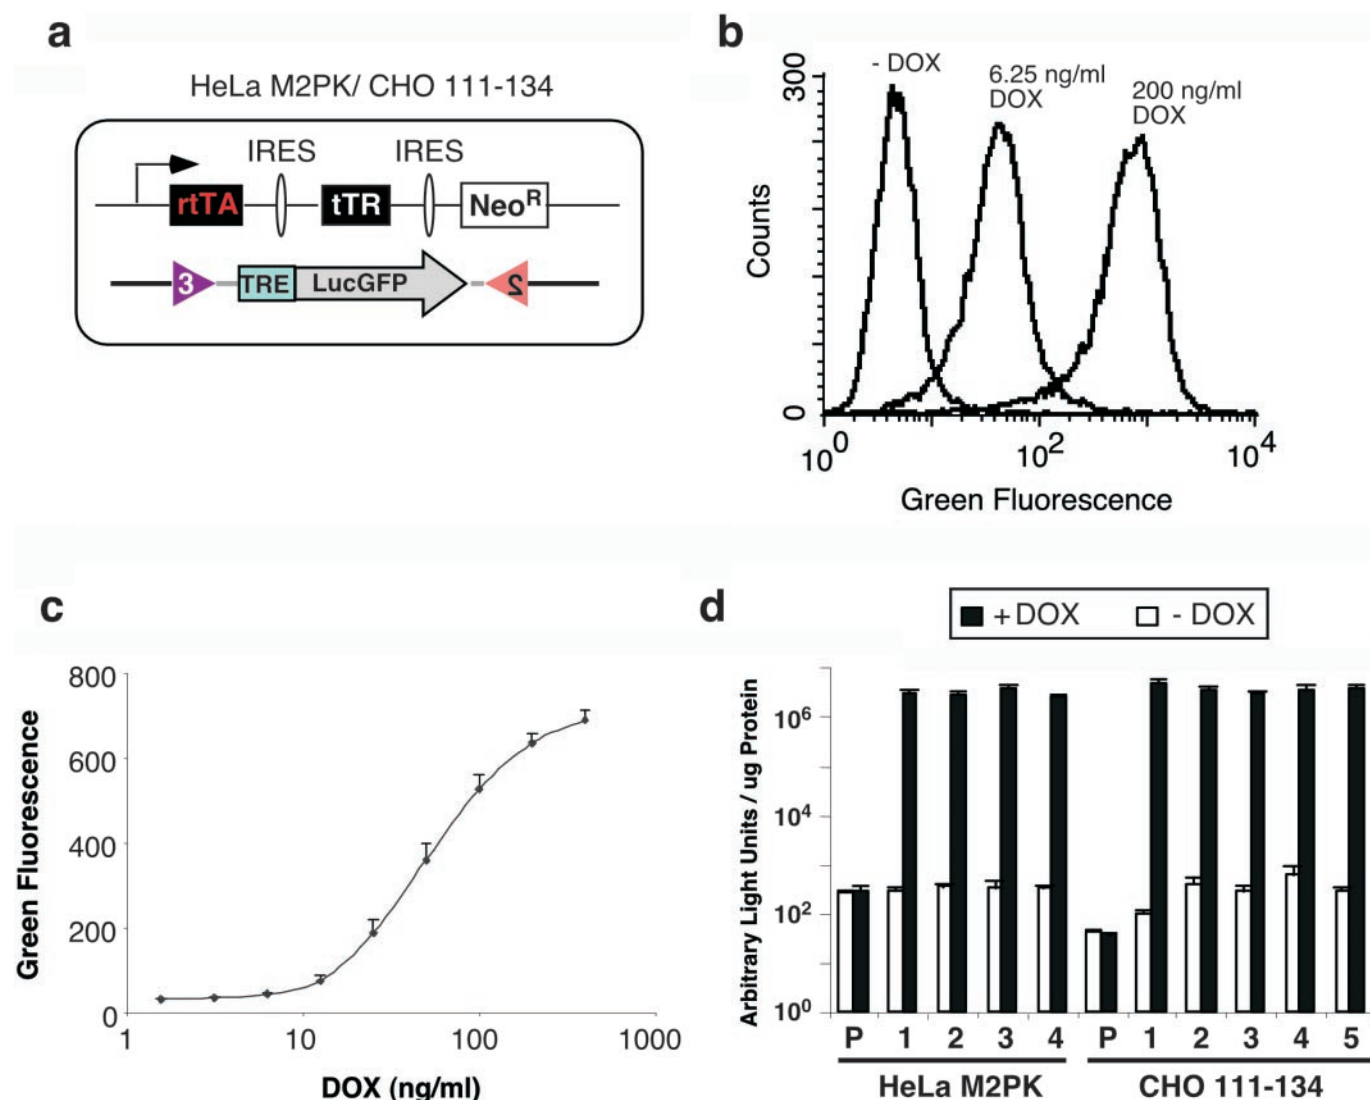 a
HeLa M2PK/ CHO 111-134
IRES IRES
rtTA tTR Neo^R
3 TRE LucGFP 2
b
- DOX
6.25 ng/ml
DOX
200 ng/ml
DOX
300
Counts
0
10^0 10^2 10^4
Green Fluorescence
c
800
600
400
200
0
Green Fluorescence
1 10 100 1000
DOX (ng/ml)
d
+ DOX - DOX
Arbitrary Light Units / ug Protein
10^6
10^4
10^2
10^0
P 1 2 3 4 P 1 2 3 4 5
HeLa M2PK CHO 111-134